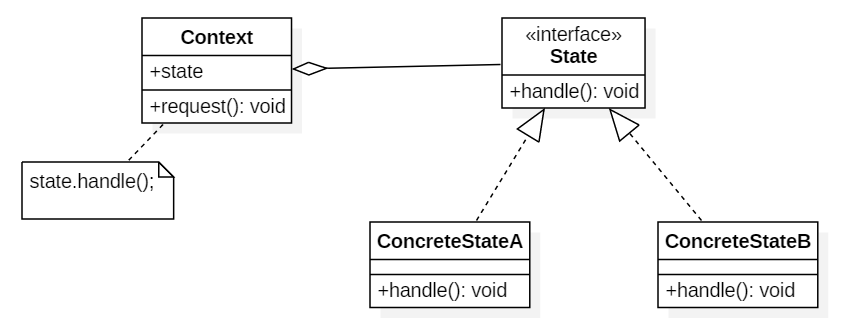 Context
+state
+request(): void
«interface»
State
+handle(): void
state.handle();
ConcreteStateA
+handle(): void
ConcreteStateB
+handle(): void